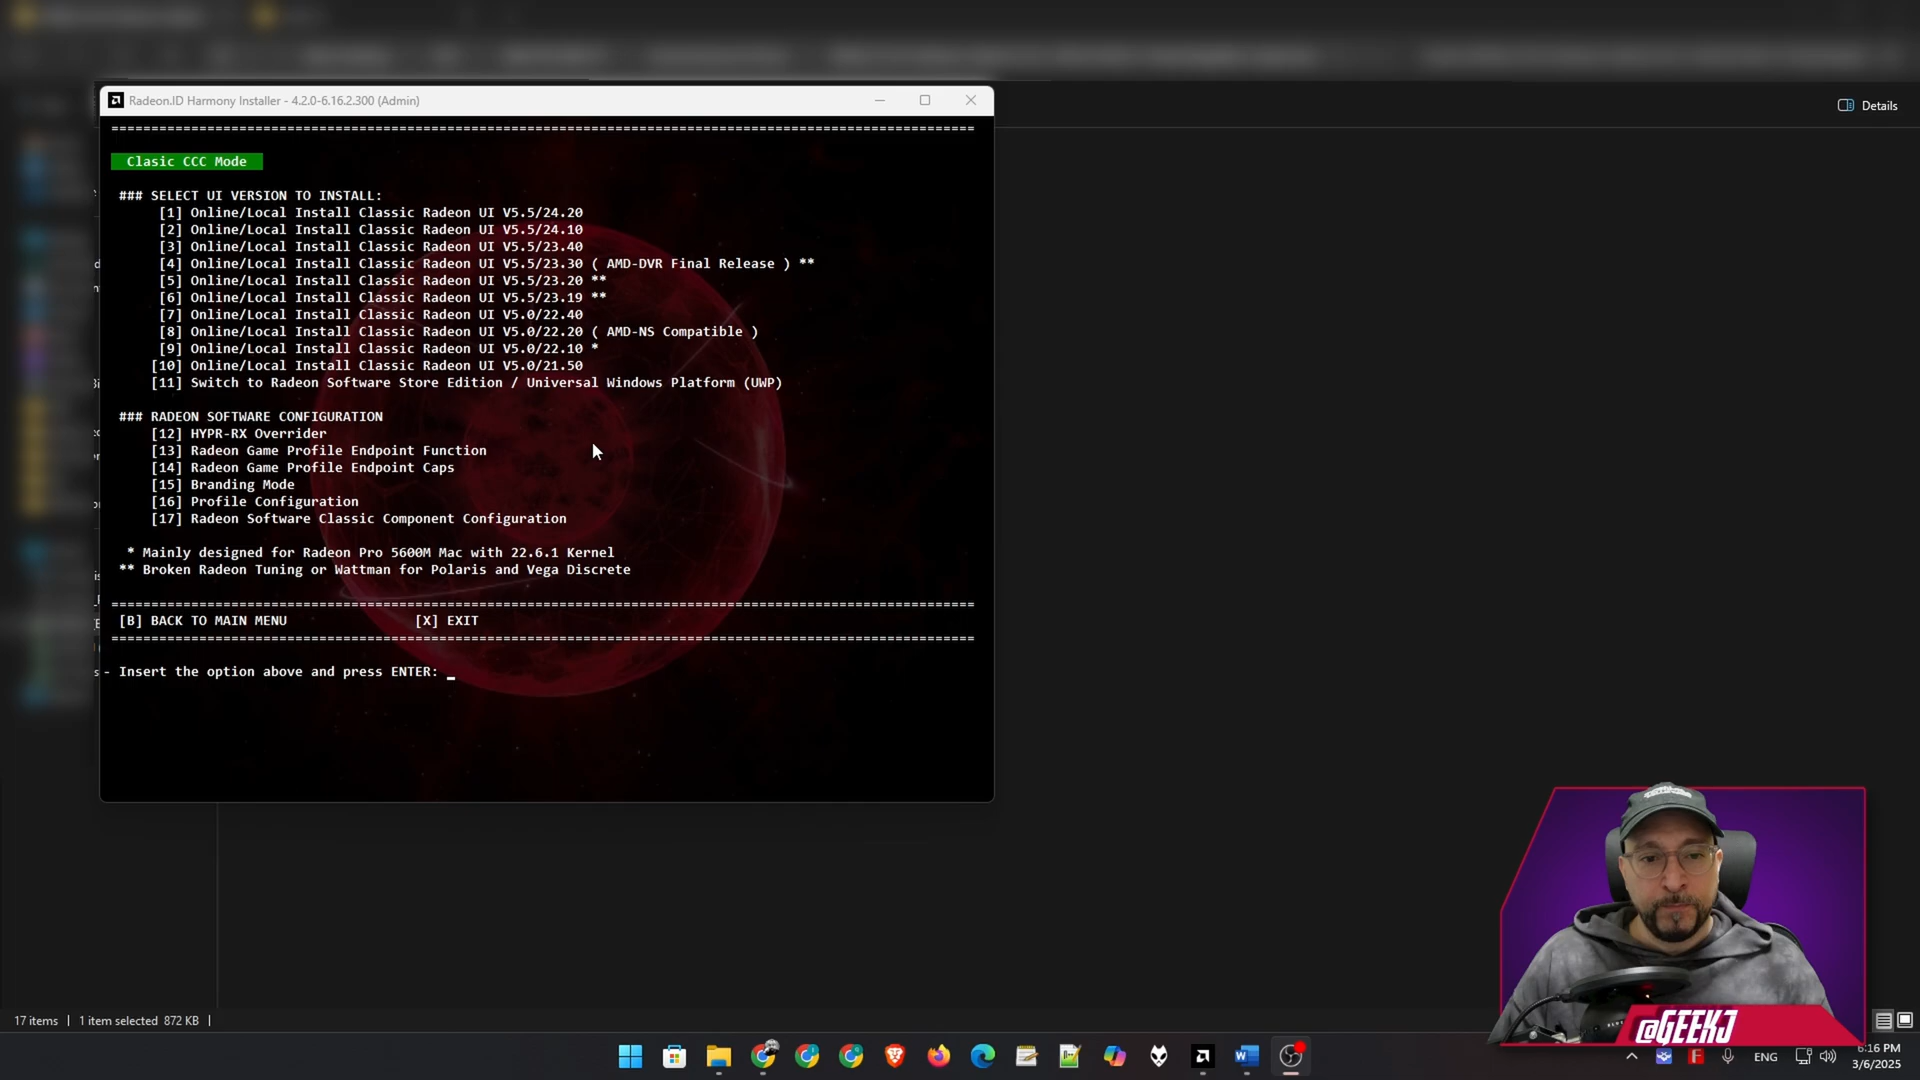 Radeon.ID Harmony Installer - 4.2.0-6.16.2.300 (Admin)
Details
Clasic CCC Mode
### SELECT UI VERSION TO INSTALL:
[1] Online/Local Install Classic Radeon UI V5.5/24.20
[2] Online/Local Install Classic Radeon UI V5.5/24.10
[3] Online/Local Install Classic Radeon UI V5.5/23.40
[4] Online/Local Install Classic Radeon UI V5.5/23.30 ( AMD-DVR Final Release ) **
[5] Online/Local Install Classic Radeon UI V5.5/23.20 **
[6] Online/Local Install Classic Radeon UI V5.5/23.19 **
[7] Online/Local Install Classic Radeon UI V5.0/22.40
[8] Online/Local Install Classic Radeon UI V5.0/22.20 ( AMD-NS Compatible )
[9] Online/Local Install Classic Radeon UI V5.0/22.10 *
[10] Online/Local Install Classic Radeon UI V5.0/21.50
[11] Switch to Radeon Software Store Edition / Universal Windows Platform (UWP)
### RADEON SOFTWARE CONFIGURATION
[12] HYPR-RX Overrider
[13] Radeon Game Profile Endpoint Function
[14] Radeon Game Profile Endpoint Caps
[15] Branding Mode
[16] Profile Configuration
[17] Radeon Software Classic Component Configuration
* Mainly designed for Radeon Pro 5600M Mac with 22.6.1 Kernel
** Broken Radeon Tuning or Wattman for Polaris and Vega Discrete
[B] BACK TO MAIN MENU [X] EXIT
- Insert the option above and press ENTER: _
17 items | 1 item selected 872 KB |
@GEEKJ
ENG
6:16 PM
3/6/2025